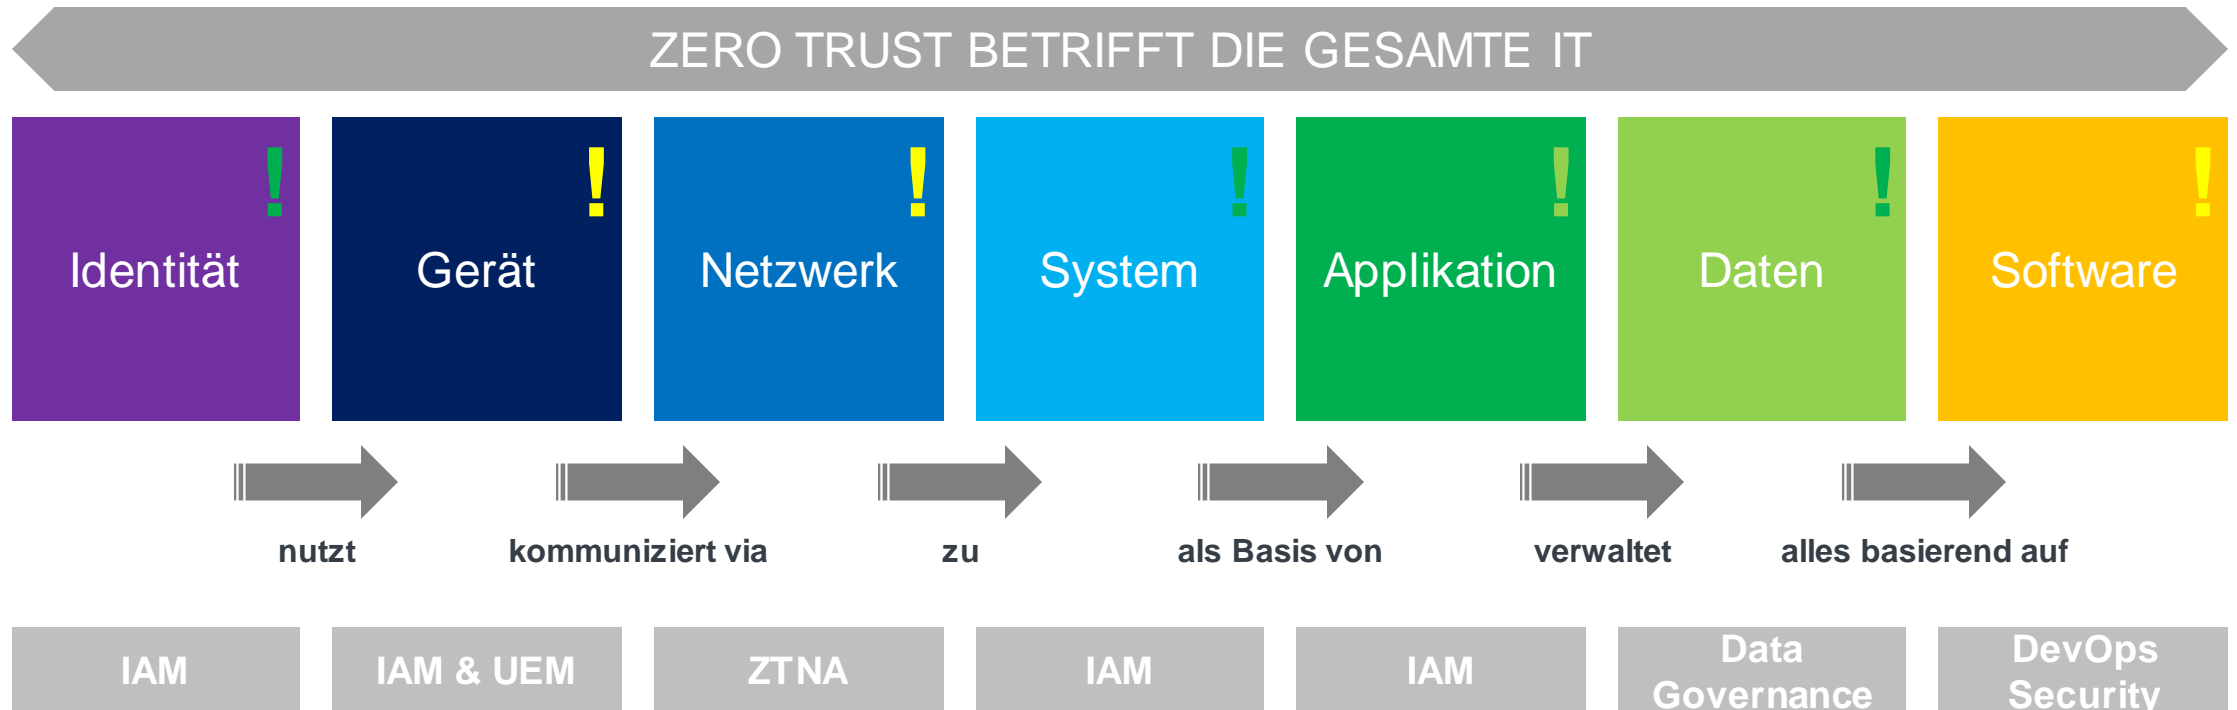 ZERO TRUST BETRIFFT DIE GESAMTE IT
!
!
!
!
!
!
!
Identität
Gerät
Netzwerk
System
Applikation
Daten
Software
nutzt
kommuniziert via
zu
als Basis von
verwaltet
alles basierend auf
IAM
IAM & UEM
ZTNA
IAM
IAM
Data
Governance
DevOps
Security